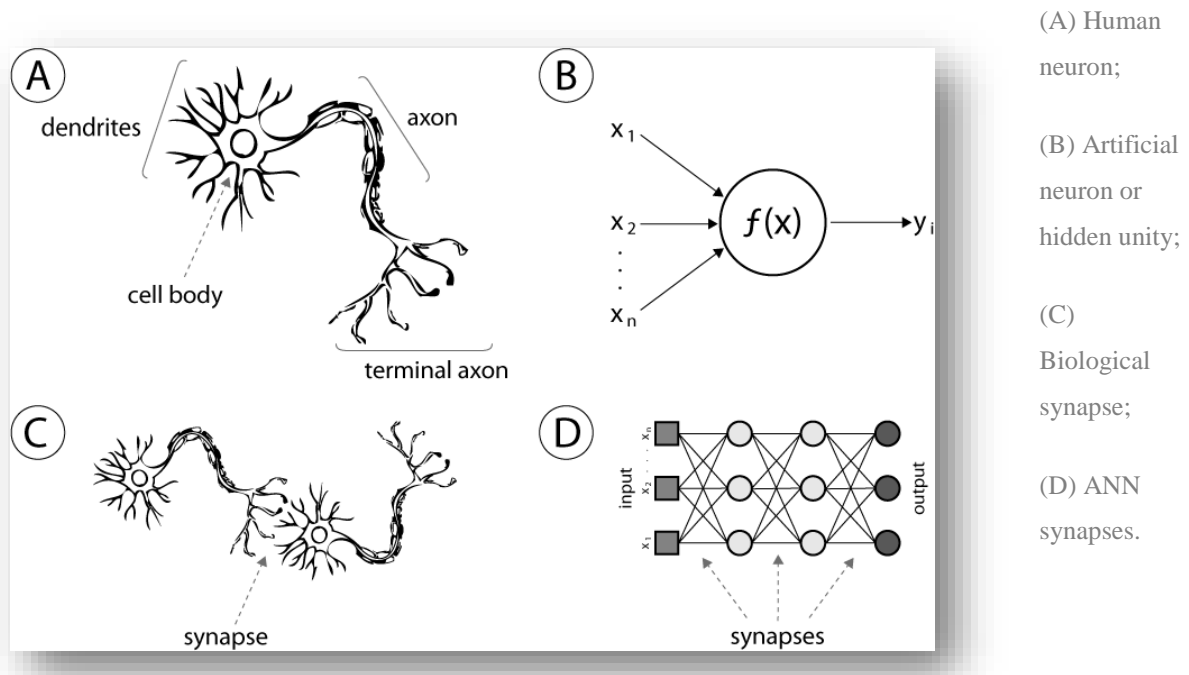 A
dendrites
axon
cell body
terminal axon
B
x1
x2
.
.
.
xn
f(x)
yi
C
synapse
D
input
xn
. . .
x2
. . .
x1
output
synapses
(A) Human
neuron;
(B) Artificial
neuron or
hidden unity;
(C)
Biological
synapse;
(D) ANN
synapses.